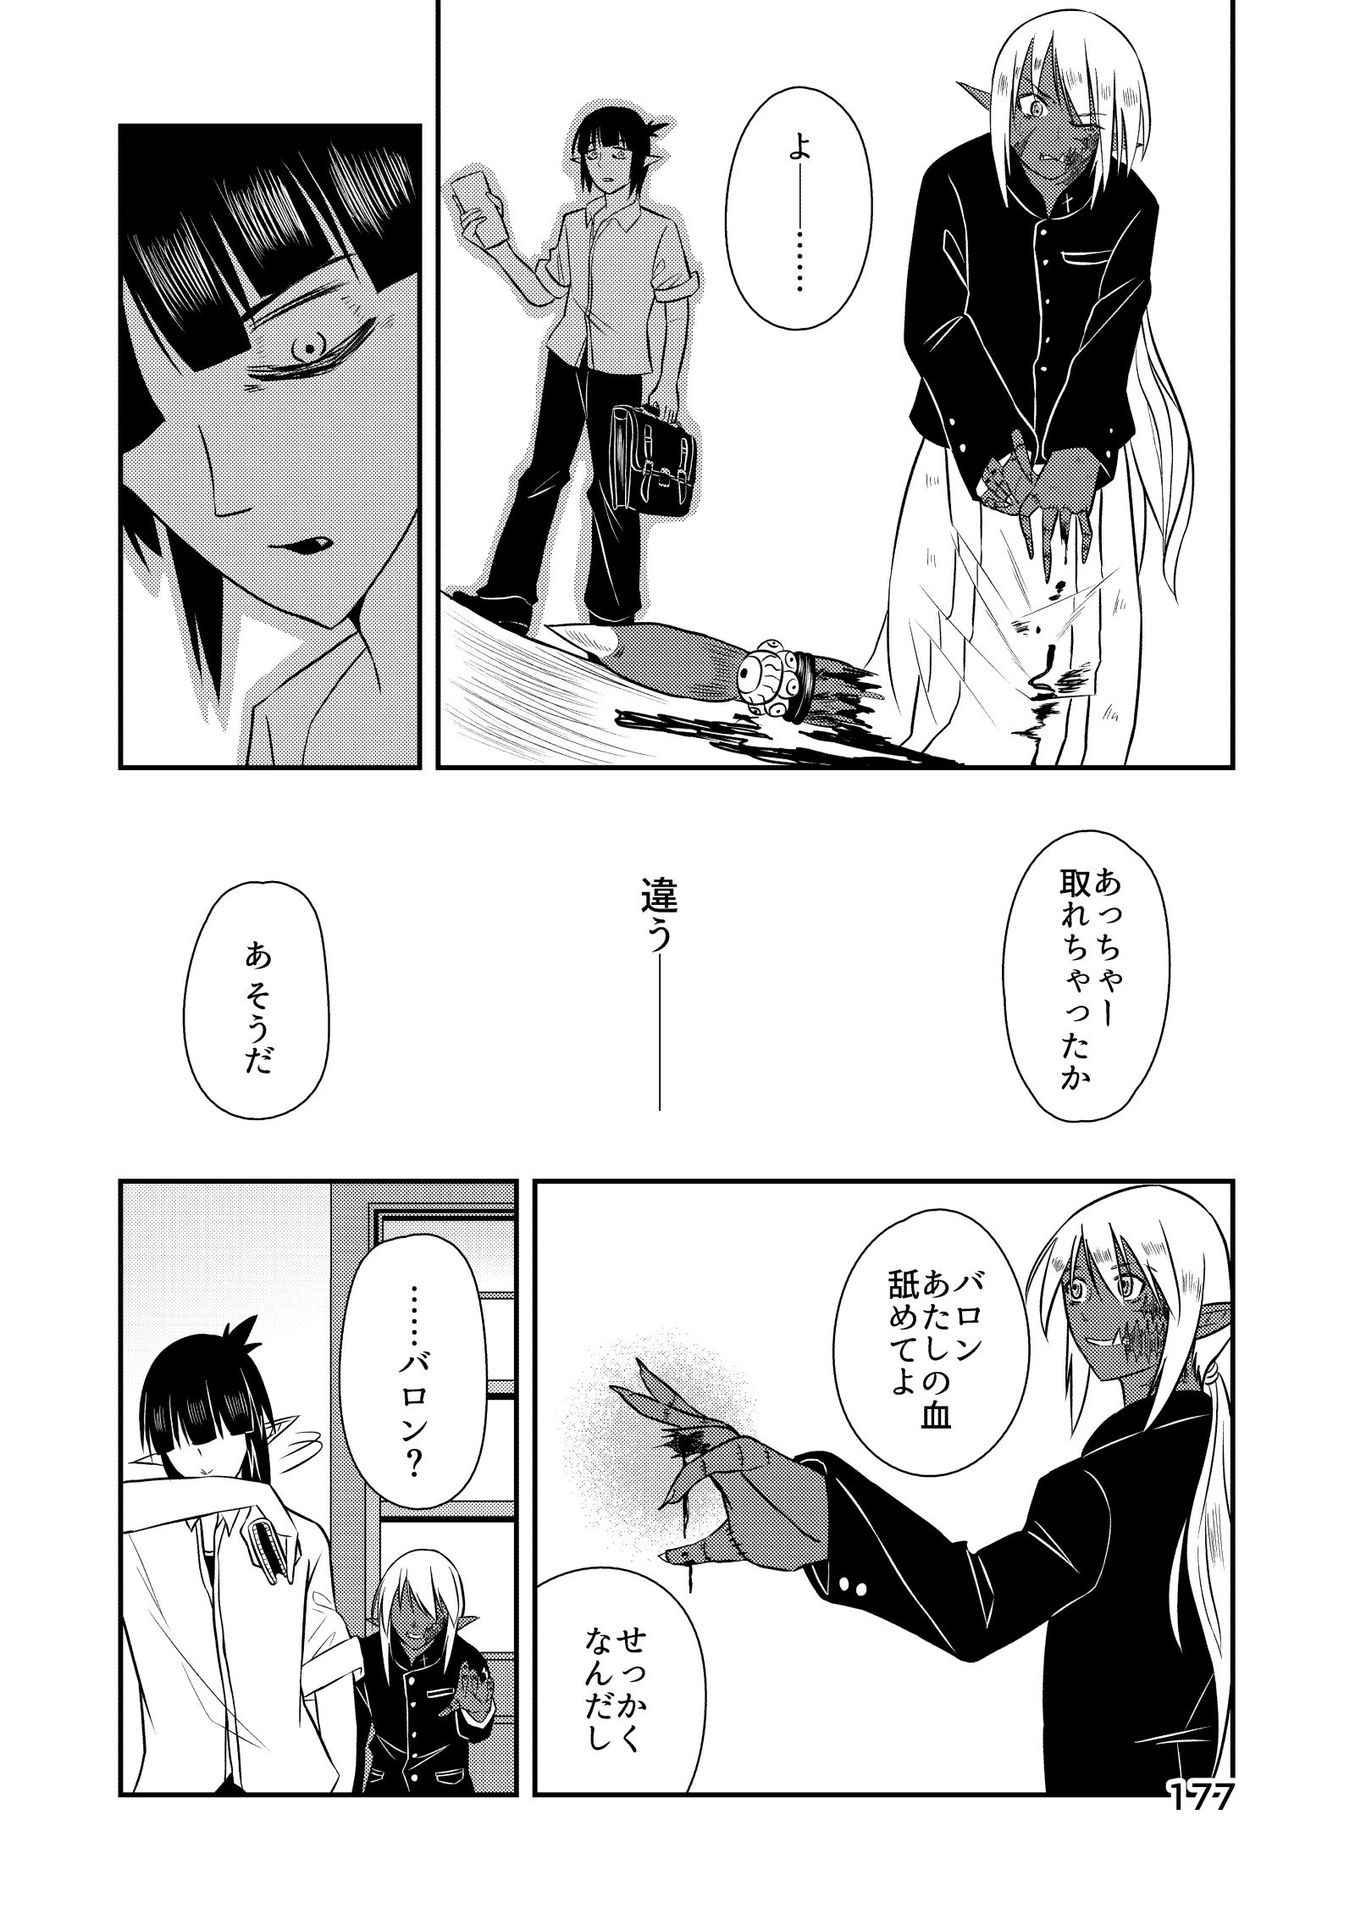 よ――……
あっちゃー
取れちゃったか
違う――
あ そうだ
バロン
あたしの血
舐めてよ
せっかく
なんだし
……バロン？
177